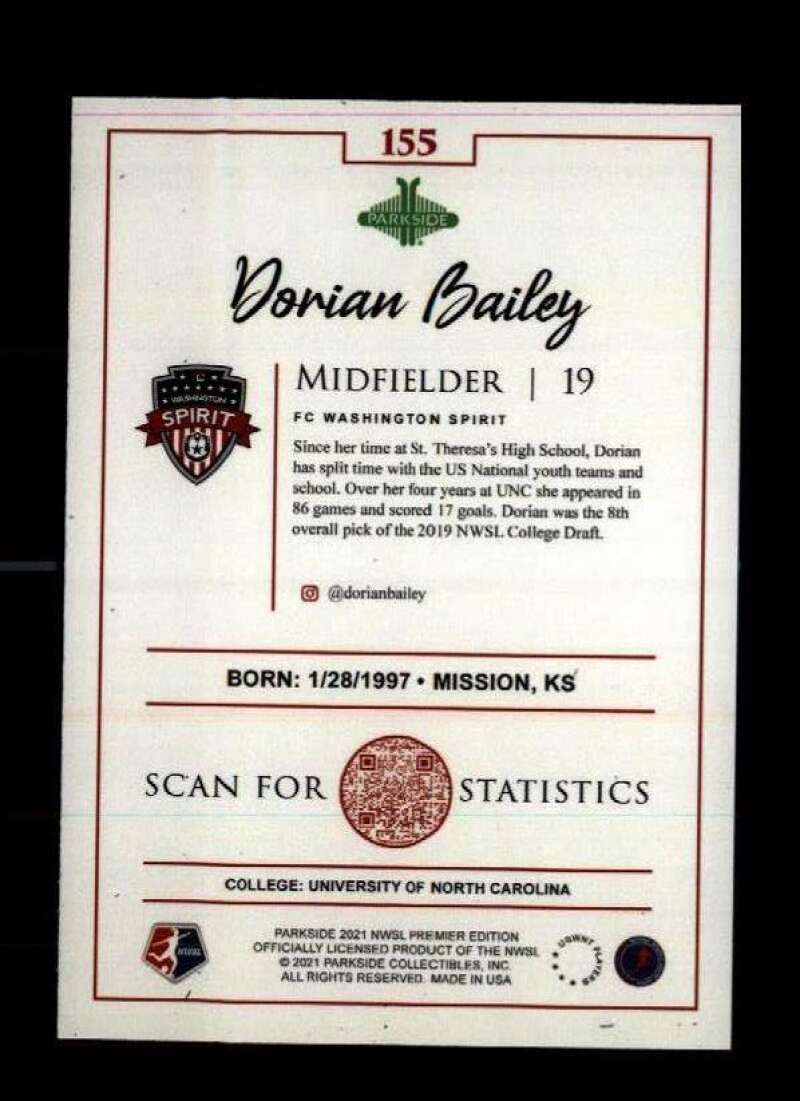 155
PARKSIDE
Dorian Bailey
MIDFIELDER | 19
WASHINGTON
SPIRIT
FC WASHINGTON SPIRIT
Since her time at St. Theresa's High School, Dorian
has split time with the US National youth teams and
school. Over her four years at UNC she appeared in
86 games and scored 17 goals. Dorian was the 8th
overall pick of the 2019 NWSL College Draft.
@dorianbailey
BORN: 1/28/1997 • MISSION, KS
SCAN FOR STATISTICS
COLLEGE: UNIVERSITY OF NORTH CAROLINA
NWSL
PARKSIDE 2021 NWSL PREMIER EDITION
OFFICIALLY LICENSED PRODUCT OF THE NWSL
© 2021 PARKSIDE COLLECTIBLES, INC.
ALL RIGHTS RESERVED. MADE IN USA
USWNT PLAYERS